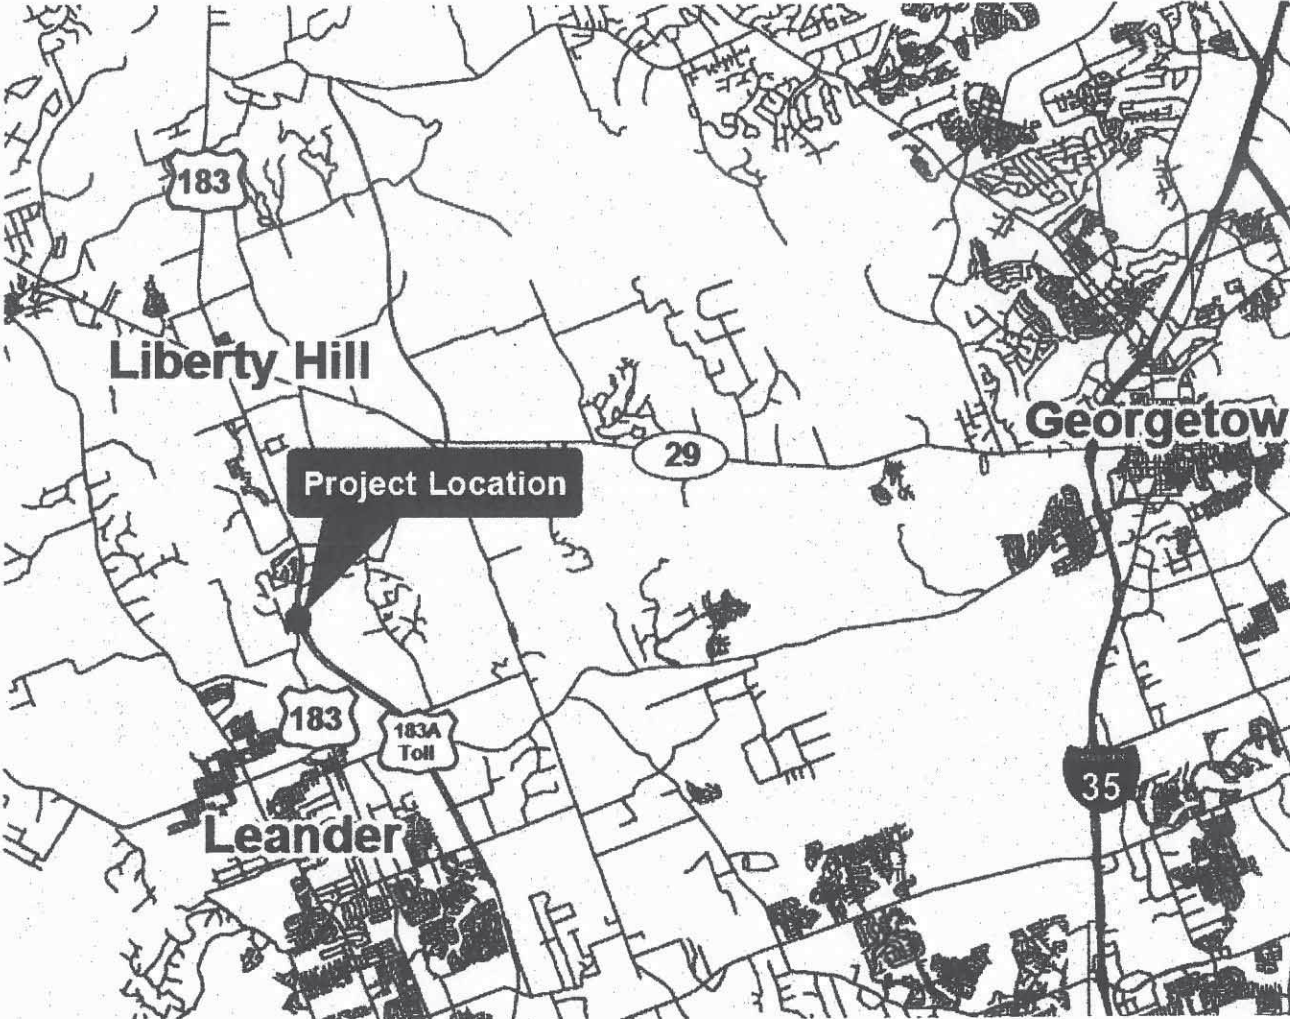 183
Liberty Hill
Georgetow
29
Project Location
183
183A
Toll
35
Leander